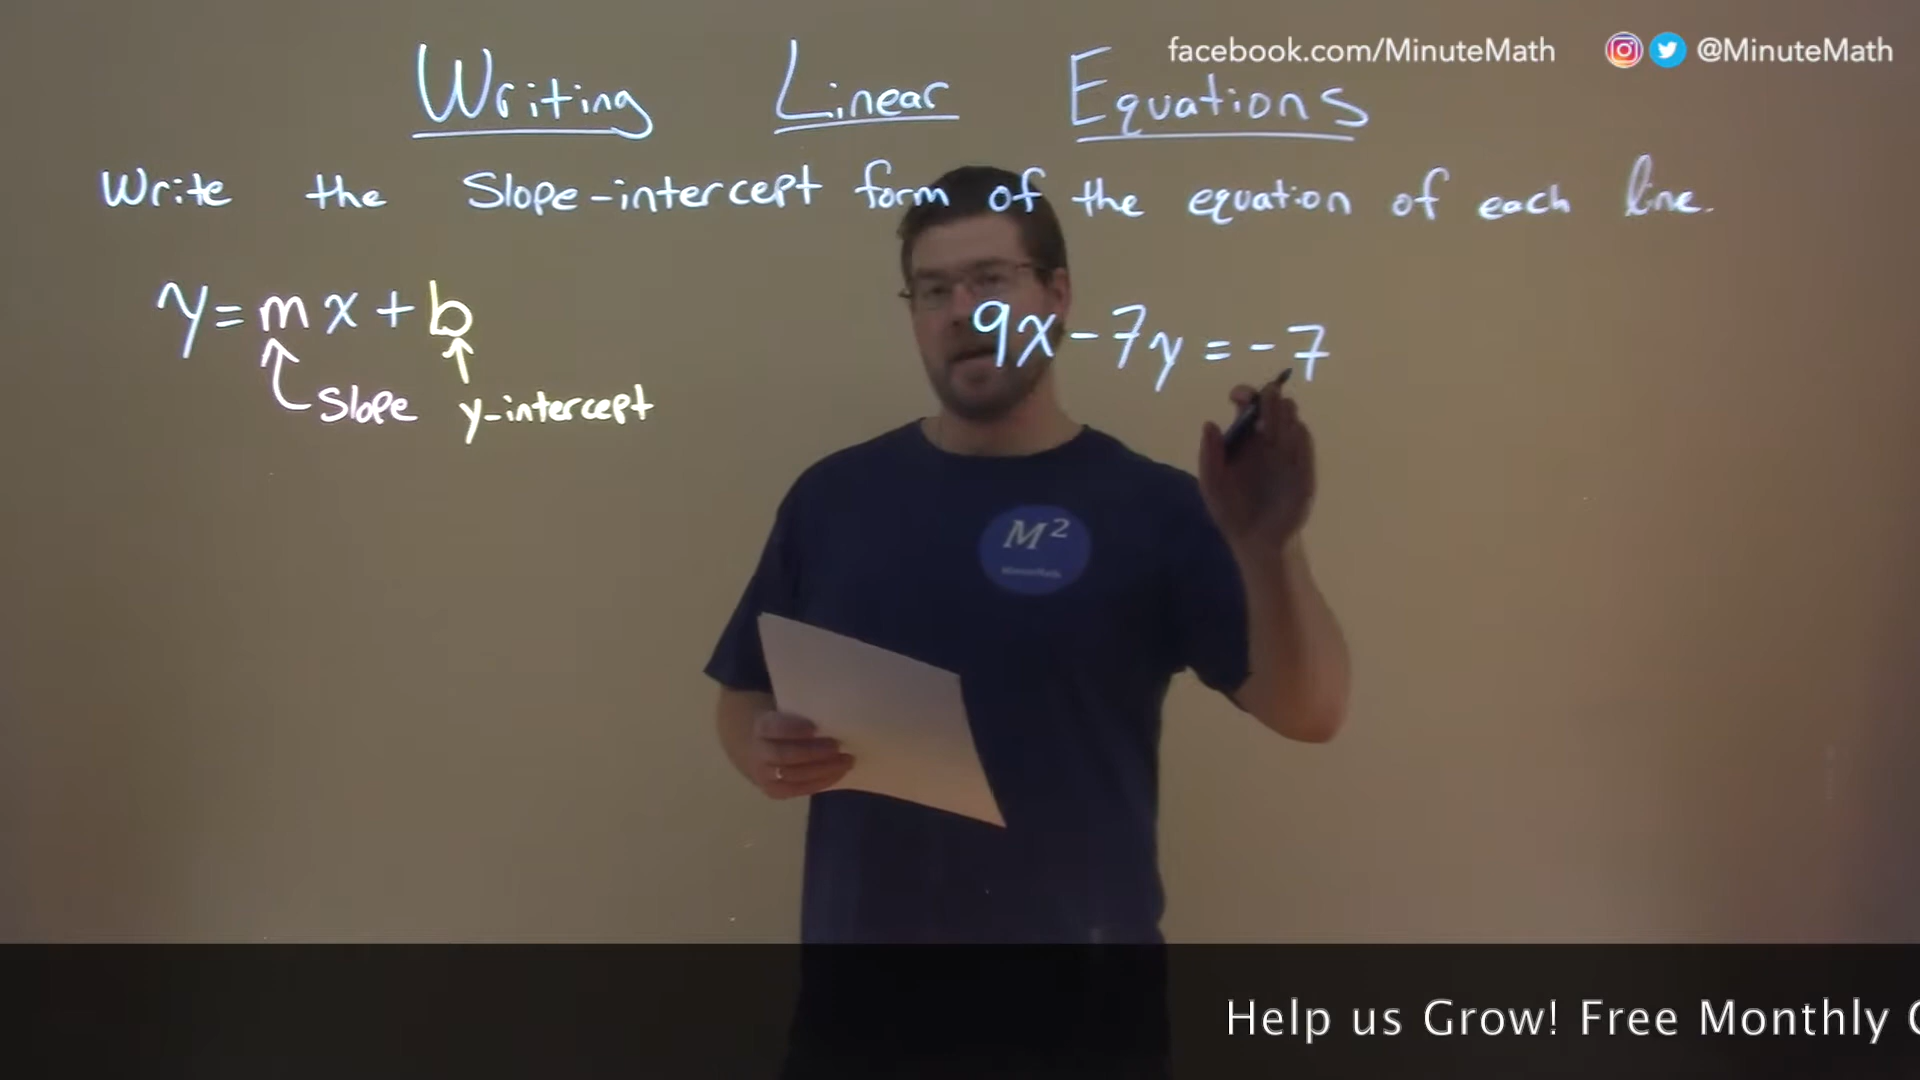 facebook.com/MinuteMath @MinuteMath
Writing Linear Equations
Write the Slope-intercept form of the equation of each line.
y=mx+b
9x-7y=-7
Slope y-intercept
M²
Help us Grow! Free Monthly